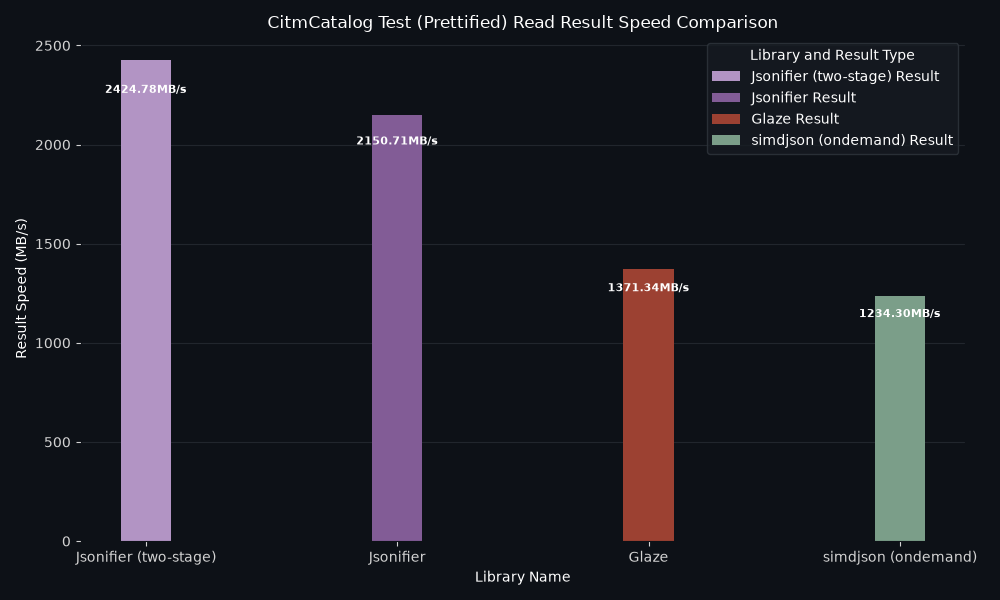 CitmCatalog Test (Prettified) Read Result Speed Comparison
Library and Result Type
Jsonifier (two-stage) Result
Jsonifier Result
Glaze Result
simdjson (ondemand) Result
Result Speed (MB/s)
2500
2000
1500
1000
500
0
2424.78MB/s
2150.71MB/s
1371.34MB/s
1234.30MB/s
Jsonifier (two-stage)
Jsonifier
Glaze
simdjson (ondemand)
Library Name